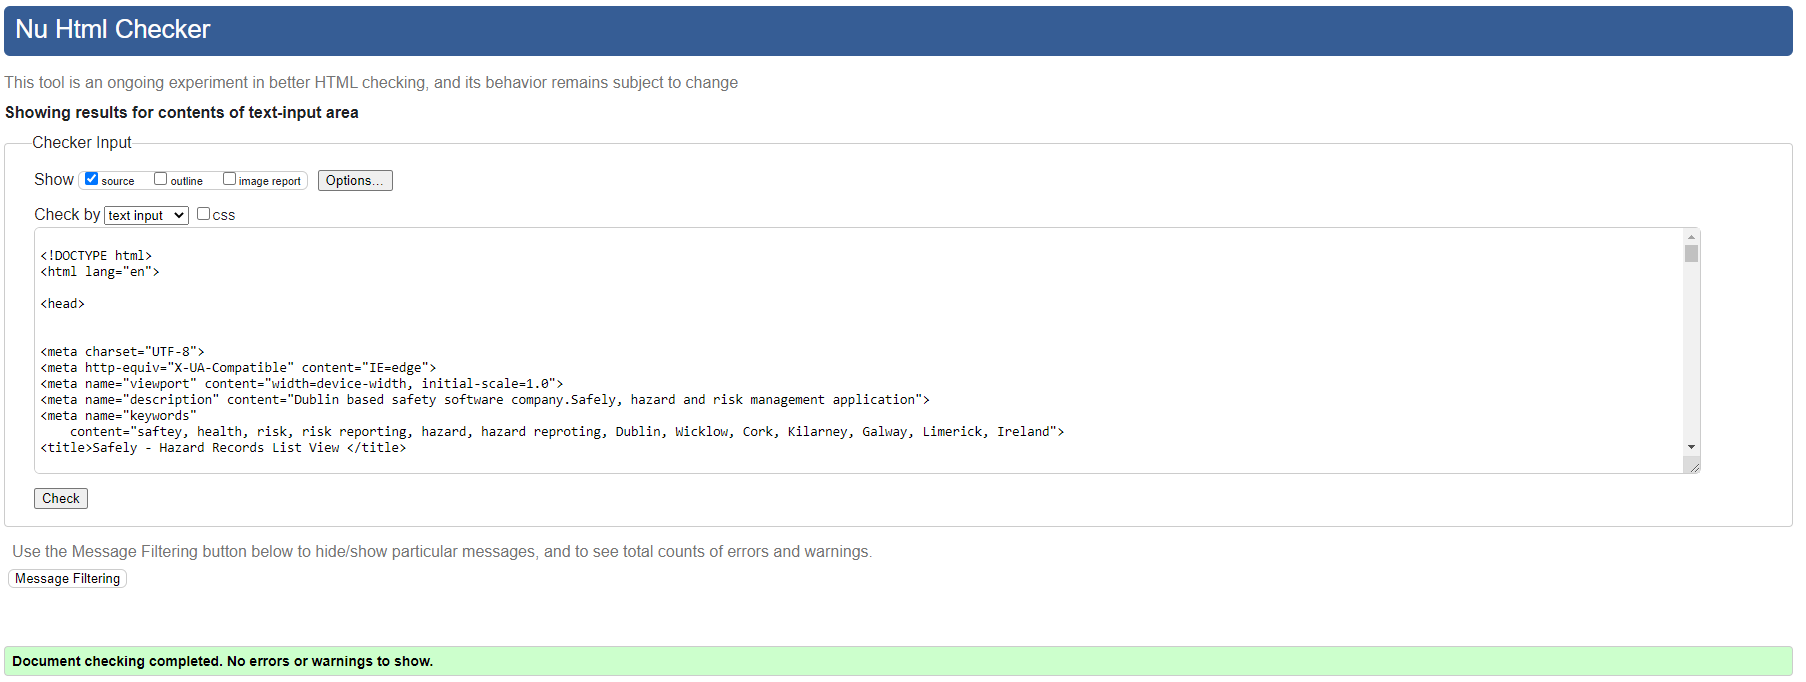 Nu Html Checker
This tool is an ongoing experiment in better HTML checking, and its behavior remains subject to change
Showing results for contents of text-input area
Checker Input
Show source outline image report Options...
Check by text input css
<!DOCTYPE html>
<html lang="en">
<head>
<meta charset="UTF-8">
<meta http-equiv="X-UA-Compatible" content="IE=edge">
<meta name="viewport" content="width=device-width, initial-scale=1.0">
<meta name="description" content="Dublin based safety software company.Safely, hazard and risk management application">
<meta name="keywords"
content="saftey, health, risk, risk reporting, hazard, hazard reproting, Dublin, Wicklow, Cork, Kilarney, Galway, Limerick, Ireland">
<title>Safely - Hazard Records List View </title>
Check
Use the Message Filtering button below to hide/show particular messages, and to see total counts of errors and warnings.
Message Filtering
Document checking completed. No errors or warnings to show.